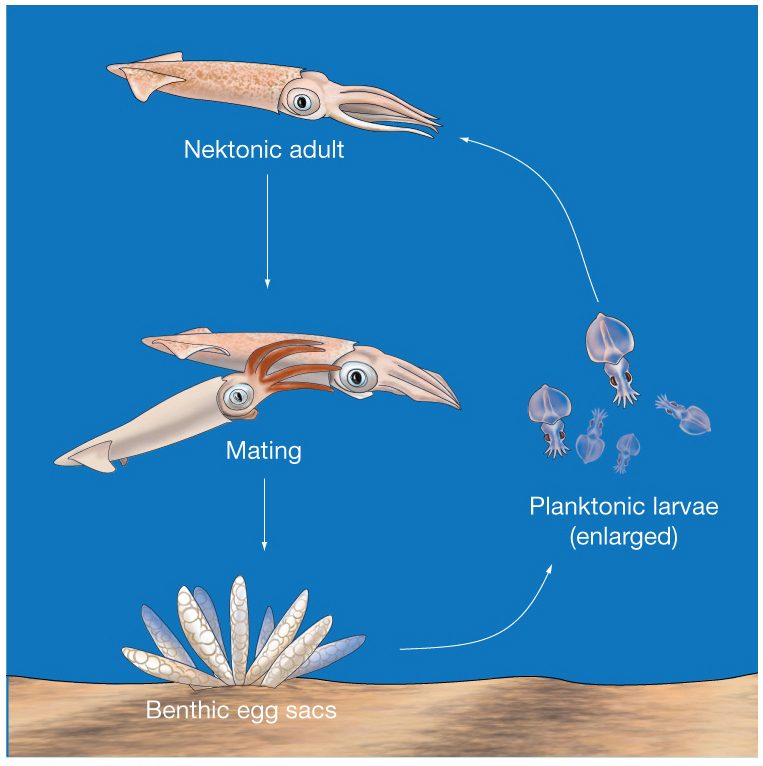 Nektonic adult
Mating
Planktonic larvae
(enlarged)
Benthic egg sacs